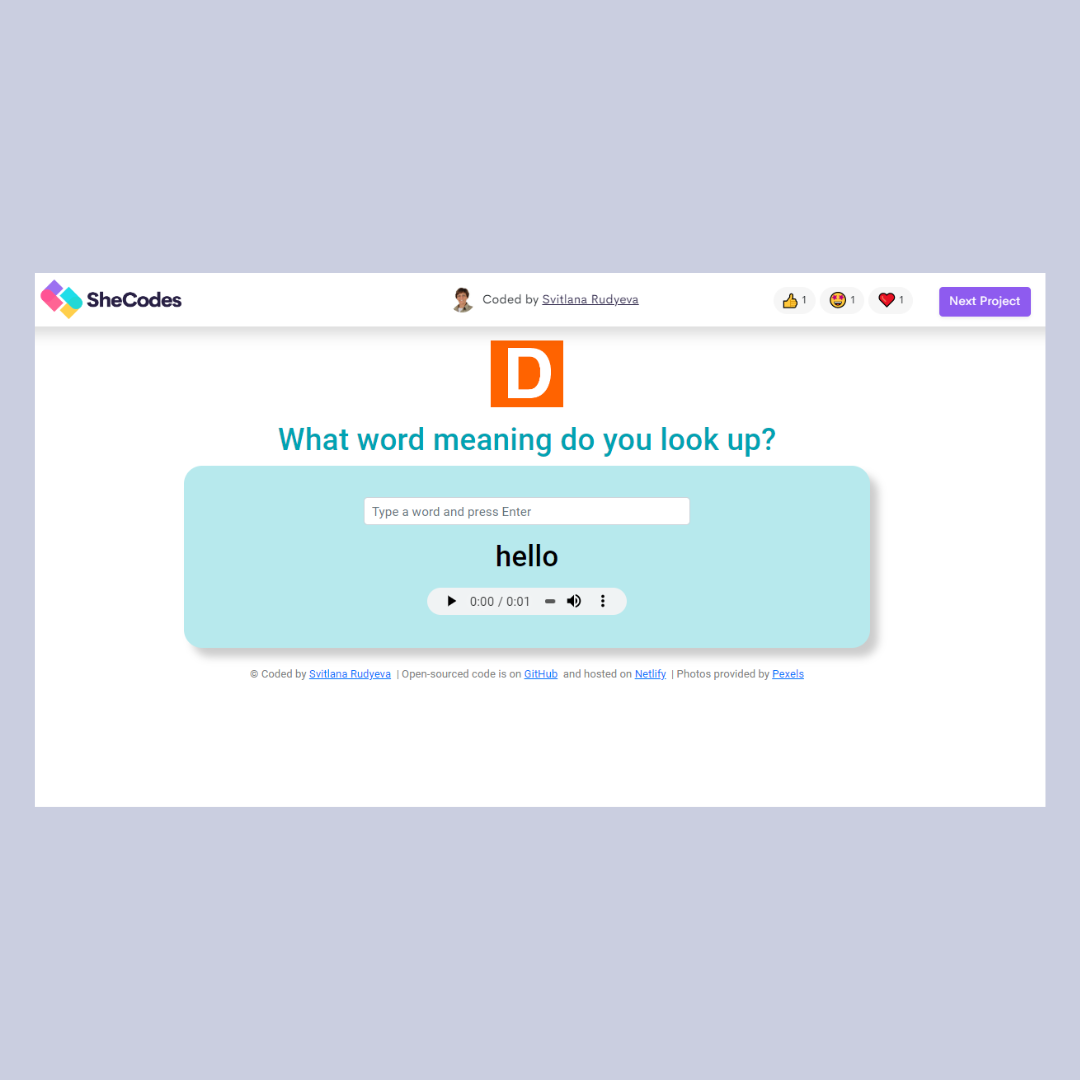 SheCodes
Coded by Svitlana Rudyeva
1
1
1
Next Project
D
What word meaning do you look up?
Type a word and press Enter
hello
0:00 / 0:01
© Coded by Svitlana Rudyeva | Open-sourced code is on GitHub and hosted on Netlify | Photos provided by Pexels